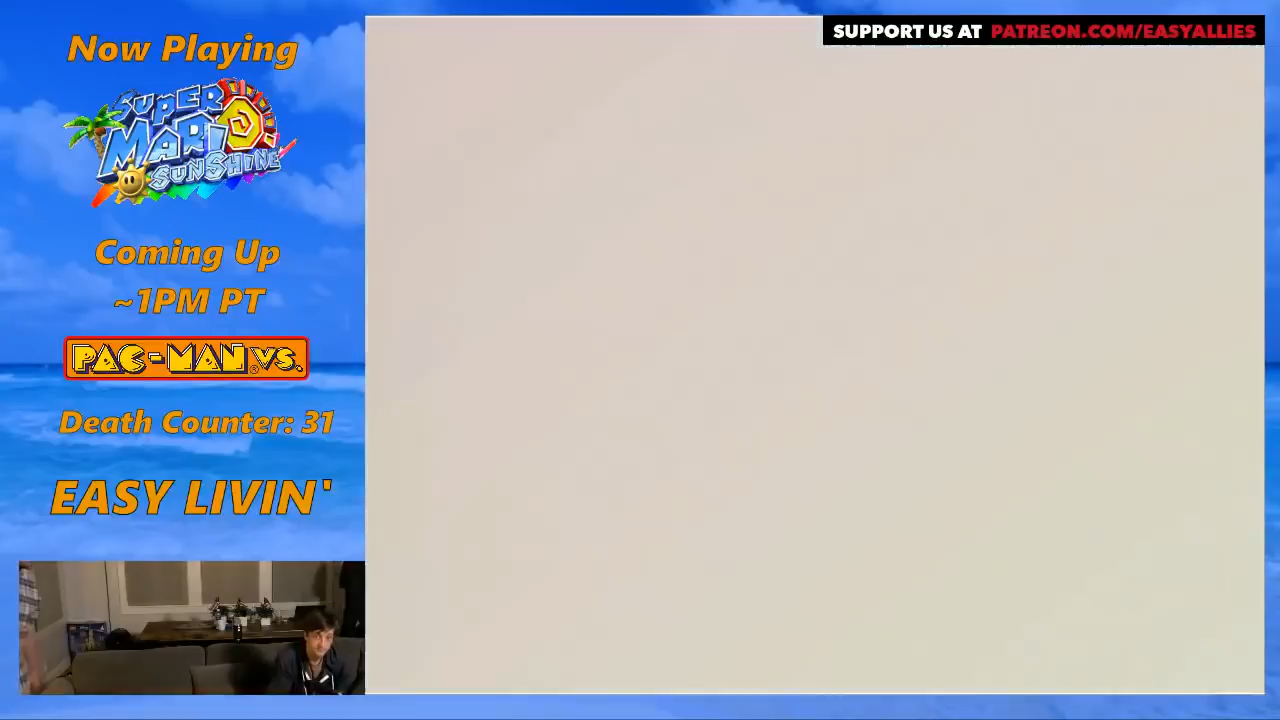 SUPPORT US AT PATREON.COM/EASYALLIES
Now Playing
SUPER
MARIO
SUNSHINE
Coming Up
~1PM PT
PAC-MAN® VS.
Death Counter: 31
EASY LIVIN'